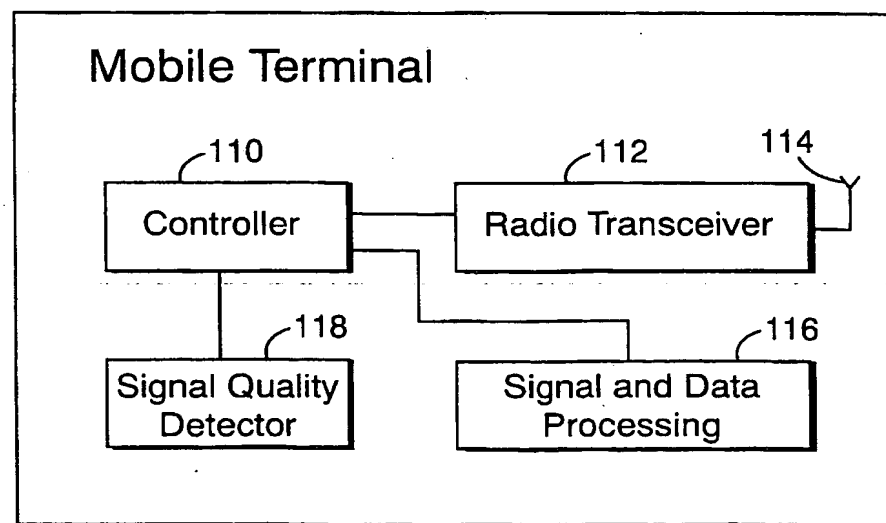 Mobile Terminal
110
112
114
Controller
Radio Transceiver
118
116
Signal Quality
Detector
Signal and Data
Processing